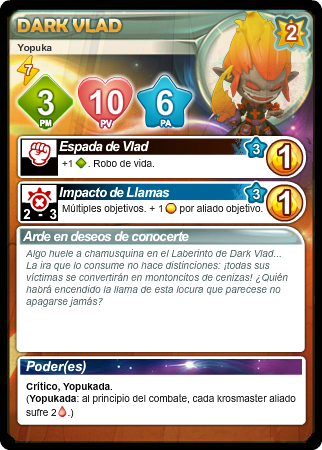 DARK VLAD
2
Yopuka
7
3
PM
10
PV
6
PA
Espada de Vlad
3
1
+1 . Robo de vida.
Impacto de Llamas
3
1
2 - 3
Múltiples objetivos. + 1 por aliado objetivo.
Arde en deseos de conocerte
Algo huele a chamusquina en el Laberinto de Dark Vlad...
La ira que lo consume no hace distinciones: ¡todas sus
víctimas se convertirán en montoncitos de cenizas! ¿Quién
habrá encendido la llama de esta locura que parecese no
apagarse jamás?
Poder(es)
Crítico, Yopukada.
(Yopukada: al principio del combate, cada krosmaster aliado
sufre 2 .)